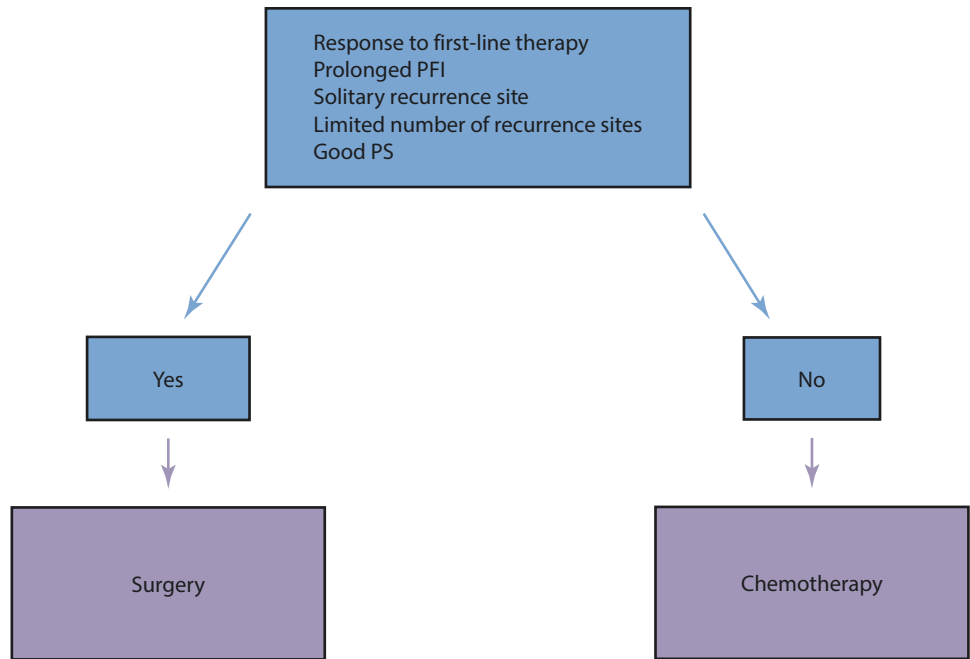 Response to first-line therapy
Prolonged PFI
Solitary recurrence site
Limited number of recurrence sites
Good PS
Yes
No
Surgery
Chemotherapy